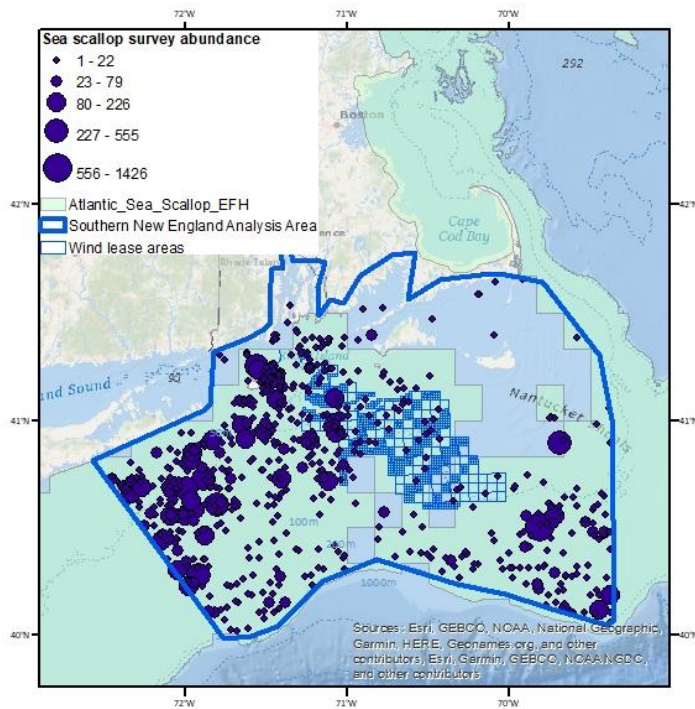 72°W 71°W 70°W
Sea scallop survey abundance
1 - 22
23 - 79
80 - 226
227 - 555
556 - 1426
Atlantic_Sea_Scallop_EFH
Southern New England Analysis Area
Wind lease areas
292
Boston
42°W 42°W
Cape
Cod Bay
Rhode Island
Sound
41°W 41°W
Nantucket
100m
1000m
40°W 40°W
Sources: Esri, GEBCO, NOAA, National Geographic,
Garmin, HERE, Geonames.org, and other
contributors, Esri, Garmin, GEBCO, NOAA NGDC,
and other contributors
72°W 71°W 70°W